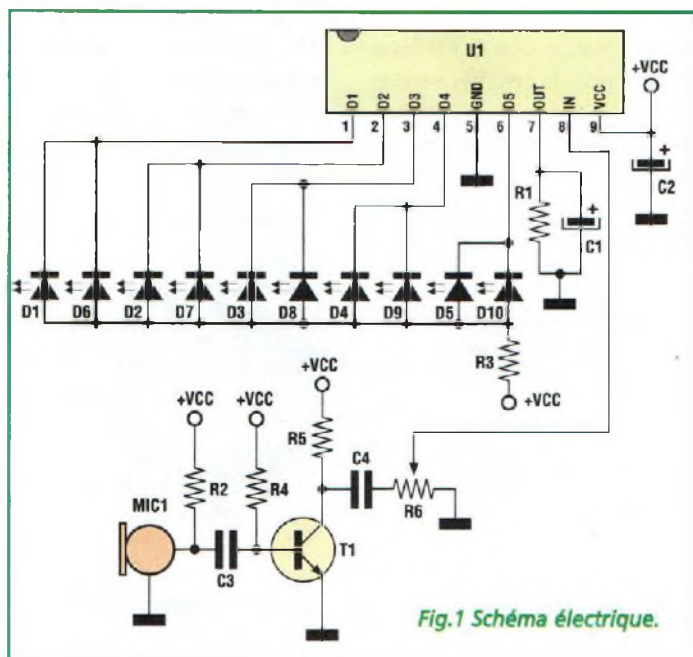 U1
D1 D2 D3 D4 GND D5 OUT IN VCC
1 2 3 4 5 6 7 8 9
+VCC
+
C2
R1
+
C1
D1 D6 D2 D7 D3 D8 D4 D9 D5 D10
R3
+VCC
+VCC
+VCC
+VCC
R5
R2
R4
C4
R6
MIC1
C3
T1
Fig.1 Schéma électrique.